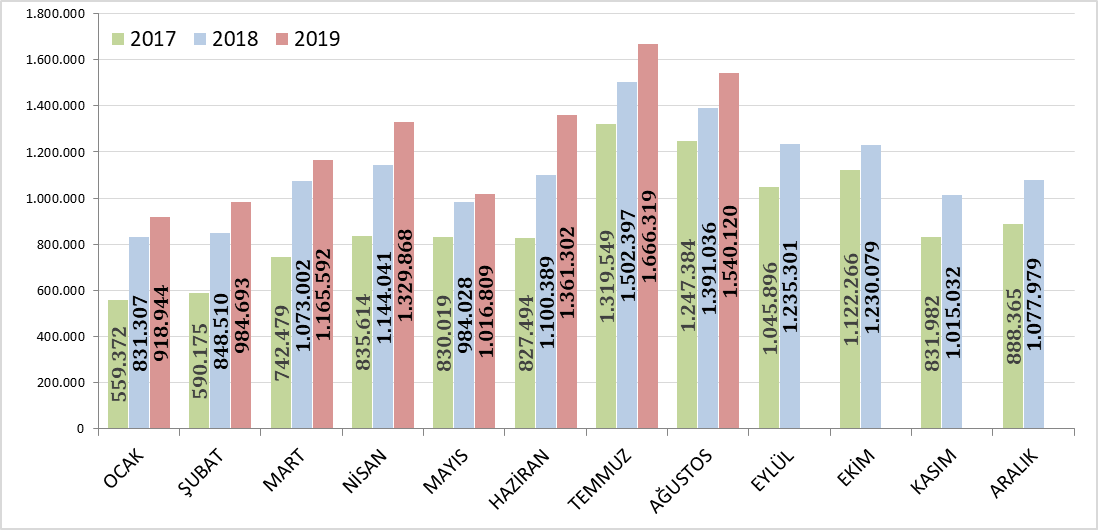 1.800.000
1.600.000
1.400.000
1.200.000
1.000.000
800.000
600.000
400.000
200.000
0
2017 2018 2019
559.372 831.307 918.944
590.175 848.510 984.693
742.479 1.073.002 1.165.592
835.614 1.144.041 1.329.868
830.019 984.028 1.016.809
827.494 1.100.389 1.361.302
1.319.549 1.502.397 1.666.319
1.247.384 1.391.036 1.540.120
1.045.896 1.235.301
1.122.266 1.230.079
831.982 1.015.032
888.365 1.077.979
OCAK
ŞUBAT
MART
NİSAN
MAYIS
HAZİRAN
TEMMUZ
AĞUSTOS
EYLÜL
EKİM
KASIM
ARALIK